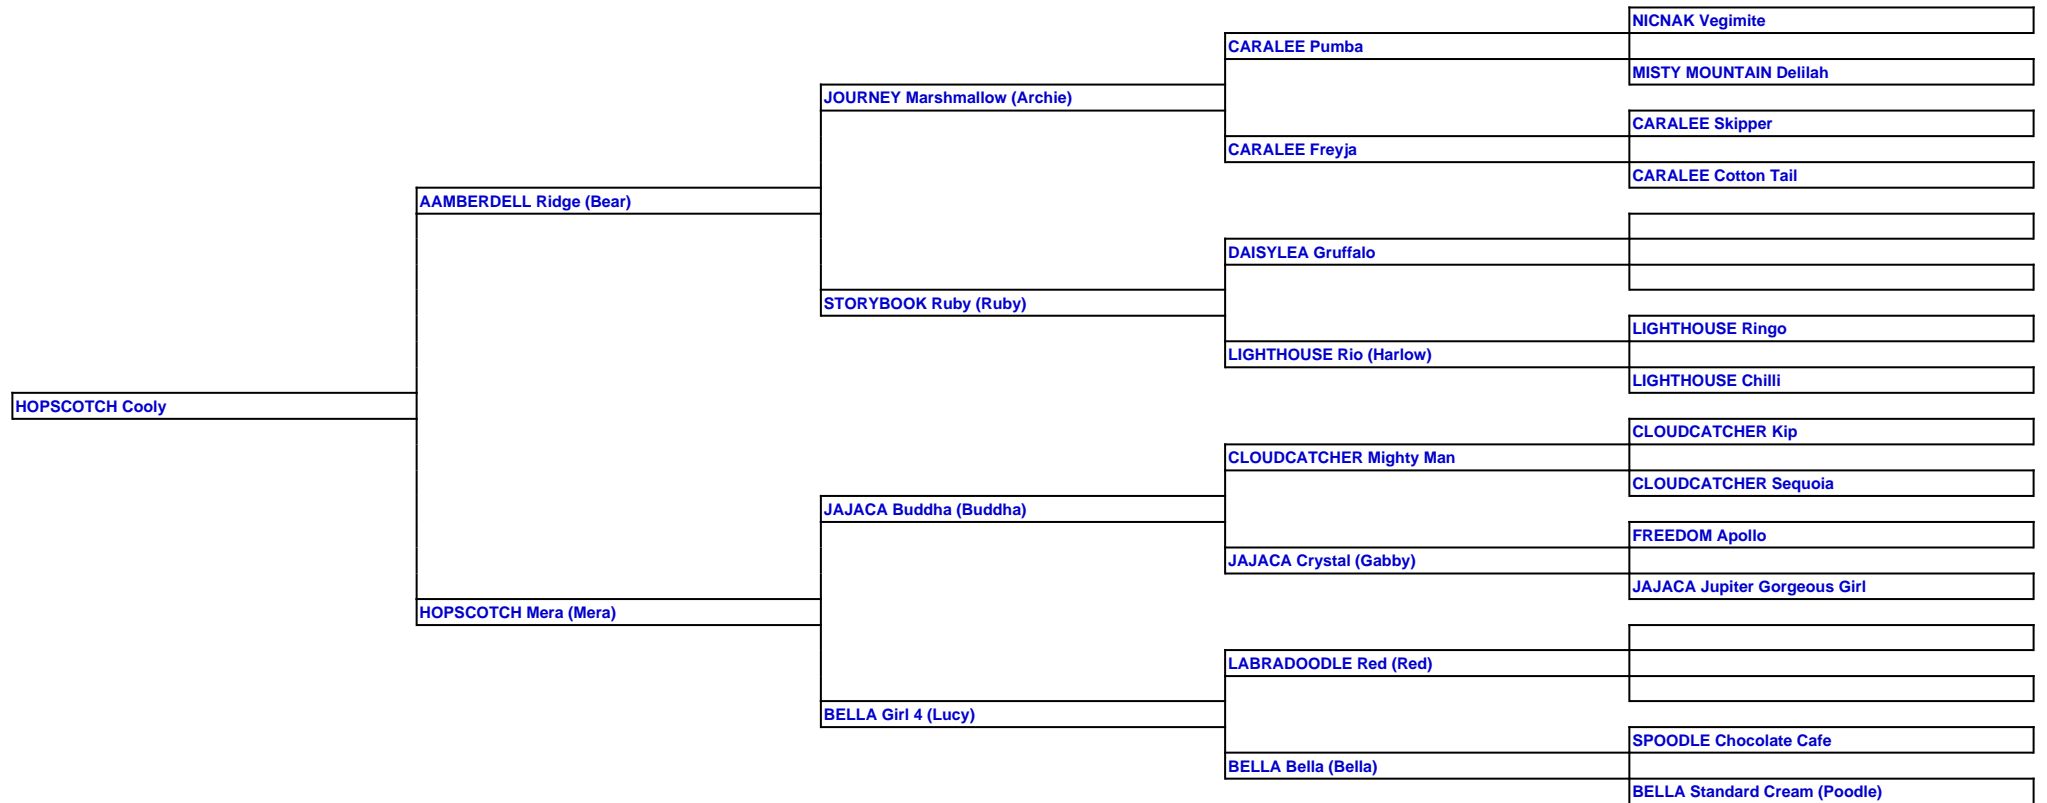 NICNAK Vegimite
CARALEE Pumba
MISTY MOUNTAIN Delilah
JOURNEY Marshmallow (Archie)
CARALEE Skipper
CARALEE Freyja
CARALEE Cotton Tail
AAMBERDELL Ridge (Bear)
DAISYLEA Gruffalo
STORYBOOK Ruby (Ruby)
LIGHTHOUSE Ringo
LIGHTHOUSE Rio (Harlow)
LIGHTHOUSE Chilli
HOPSCOTCH Cooly
CLOUDCATCHER Kip
CLOUDCATCHER Mighty Man
CLOUDCATCHER Sequoia
JAJACA Buddha (Buddha)
FREEDOM Apollo
JAJACA Crystal (Gabby)
JAJACA Jupiter Gorgeous Girl
HOPSCOTCH Mera (Mera)
LABRADOODLE Red (Red)
BELLA Girl 4 (Lucy)
SPOODLE Chocolate Cafe
BELLA Bella (Bella)
BELLA Standard Cream (Poodle)